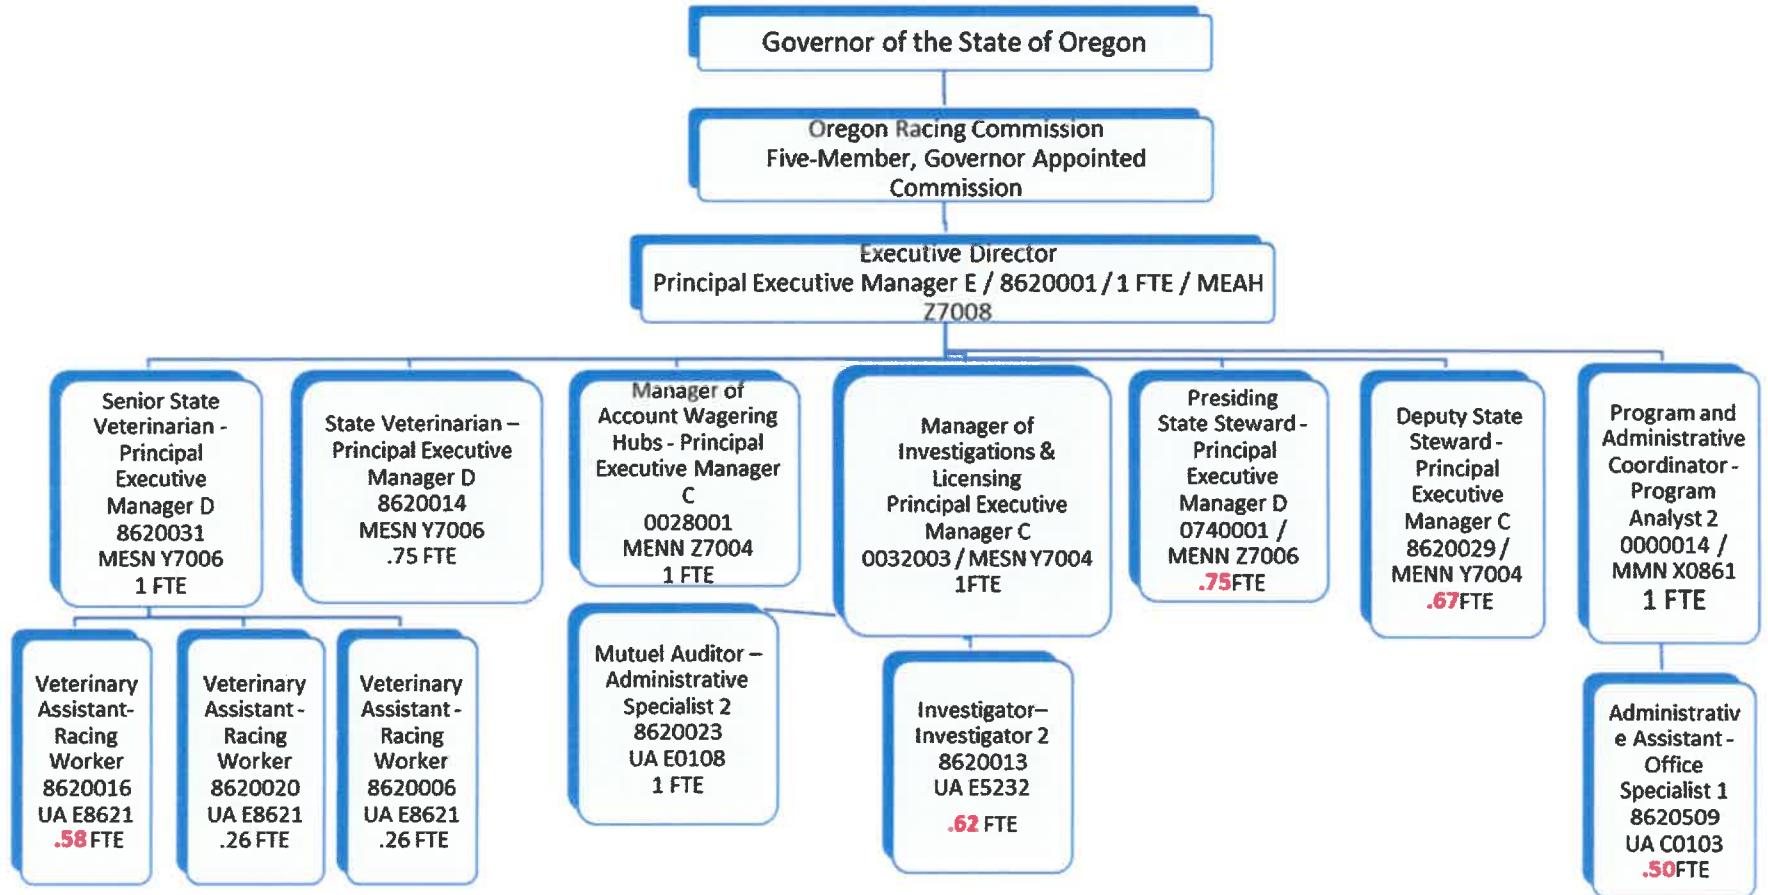 Governor of the State of Oregon
Oregon Racing Commission
Five-Member, Governor Appointed
Commission
Executive Director
Principal Executive Manager E / 8620001 / 1 FTE / MEAH
Z7008
Senior State
Veterinarian -
Principal
Executive
Manager D
8620031
MESN Y7006
1 FTE
State Veterinarian –
Principal Executive
Manager D
8620014
MESN Y7006
.75 FTE
Manager of
Account Wagering
Hubs - Principal
Executive Manager
C
0028001
MENN Z7004
1 FTE
Manager of
Investigations &
Licensing
Principal Executive
Manager C
0032003 / MESN Y7004
1FTE
Presiding
State Steward -
Principal
Executive
Manager D
0740001 /
MENN Z7006
.75FTE
Deputy State
Steward -
Principal
Executive
Manager C
8620029 /
MENN Y7004
.67FTE
Program and
Administrative
Coordinator -
Program
Analyst 2
0000014 /
MMN X0861
1 FTE
Veterinary
Assistant-
Racing
Worker
8620016
UA E8621
.58 FTE
Veterinary
Assistant -
Racing
Worker
8620020
UA E8621
.26 FTE
Veterinary
Assistant -
Racing
Worker
8620006
UA E8621
.26 FTE
Mutuel Auditor –
Administrative
Specialist 2
8620023
UA E0108
1 FTE
Investigator–
Investigator 2
8620013
UA E5232
.62 FTE
Administrativ
e Assistant -
Office
Specialist 1
8620509
UA C0103
.50FTE